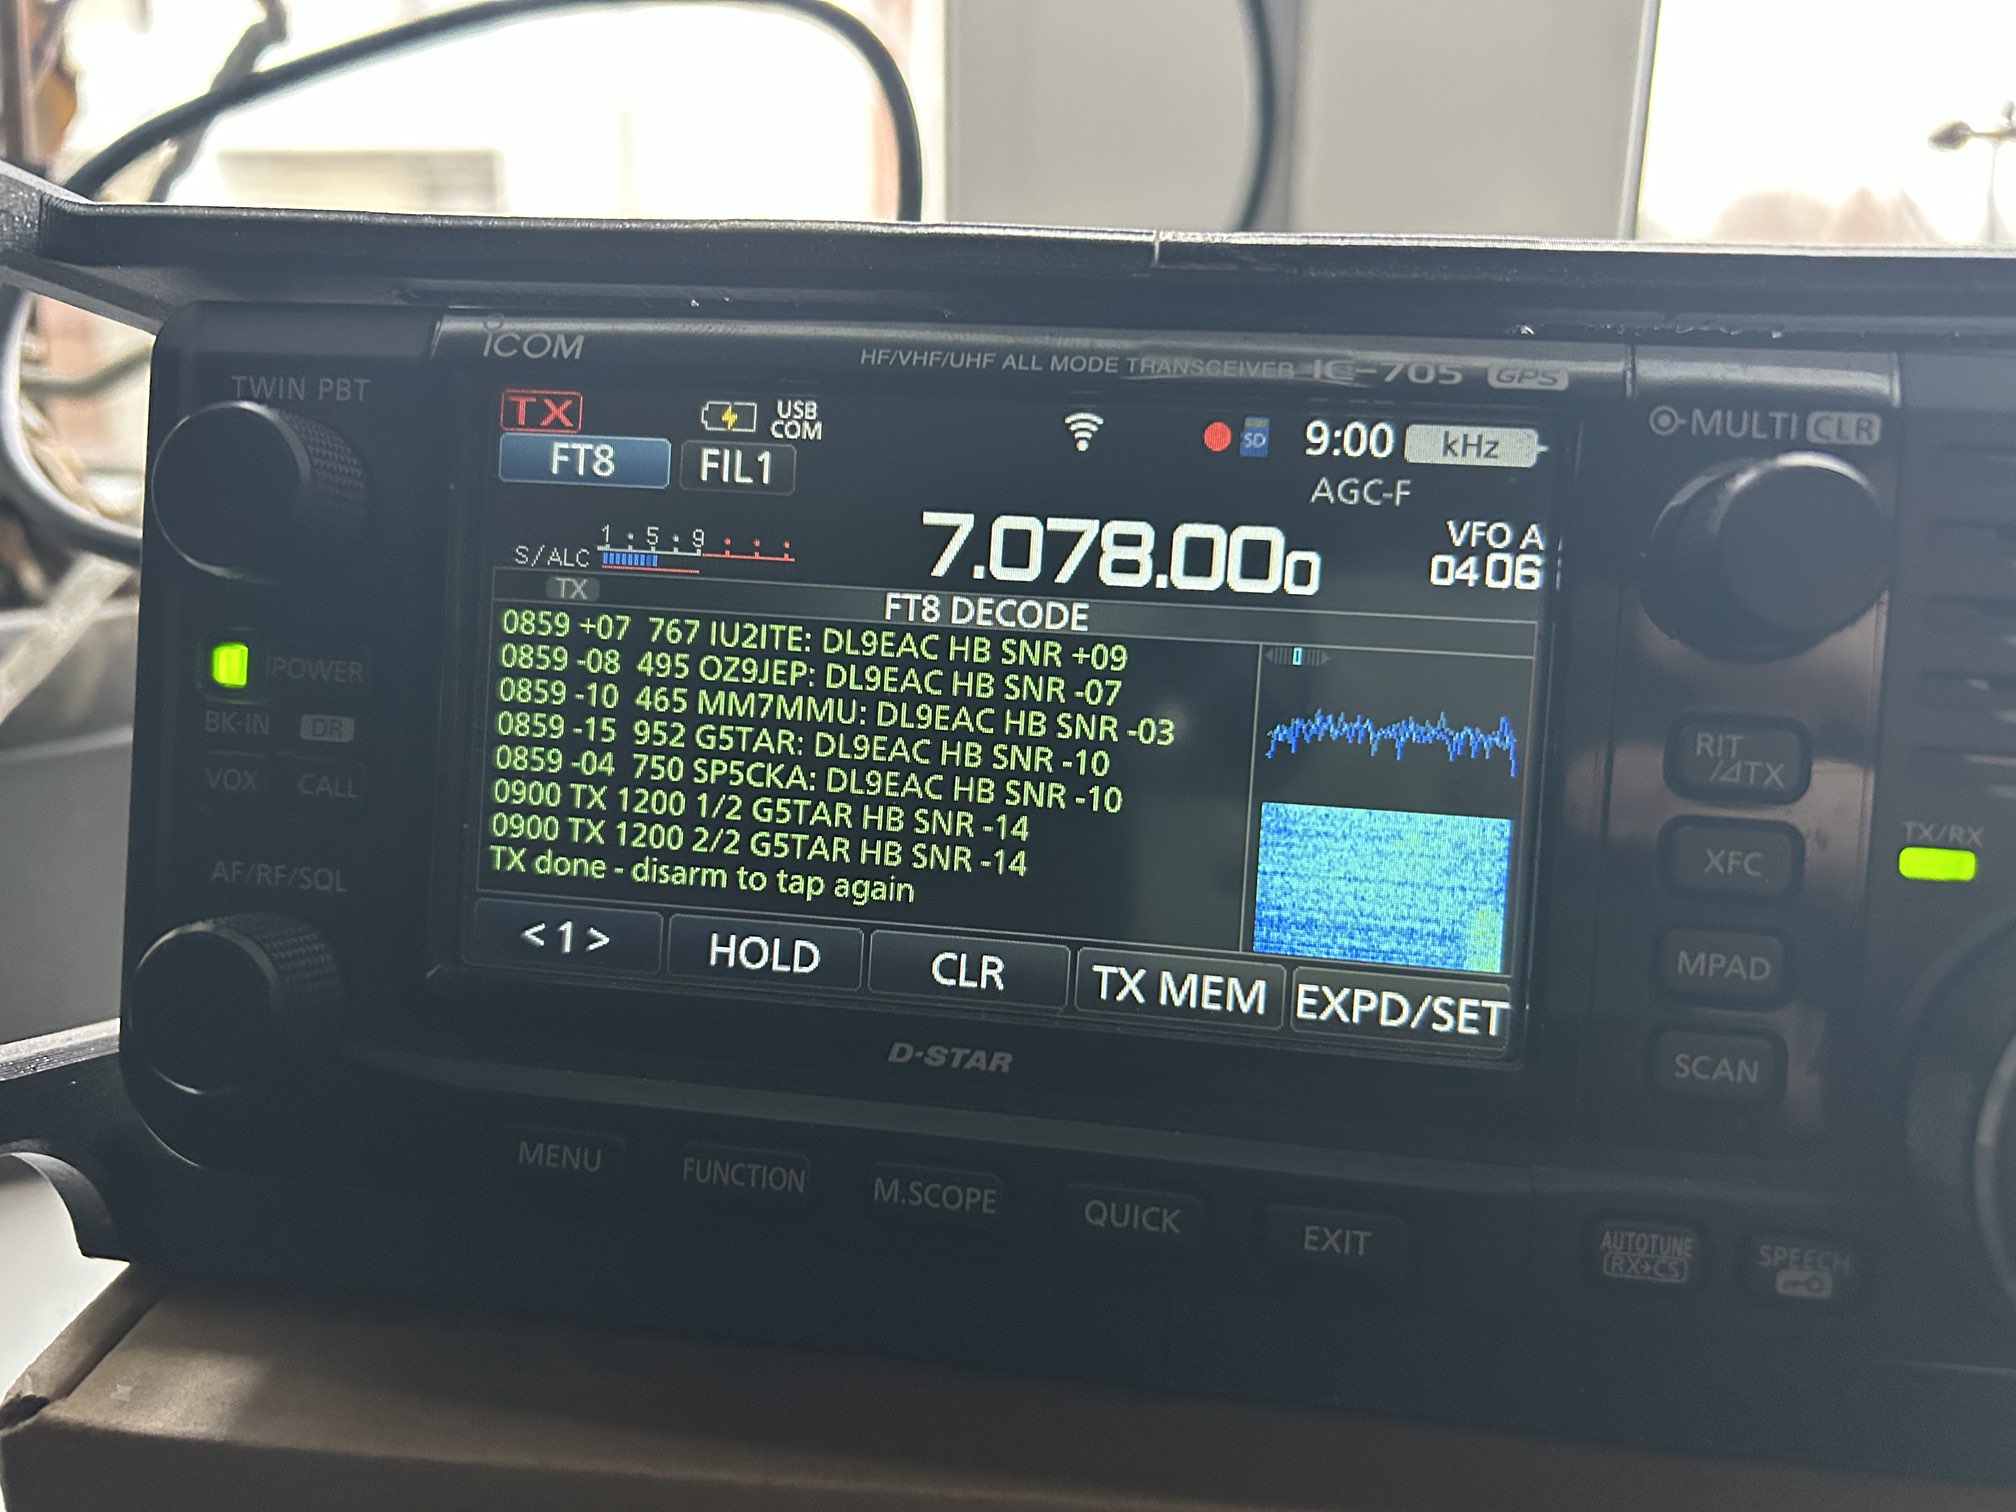 ICOM
HF/VHF/UHF ALL MODE TRANSCEIVER IC-705 GPS
TWIN PBT
TX
USB
COM
SD
9:00
kHz
FT8
FIL1
AGC-F
MULTI CLR
1 5 9
S/ALC
7.078.000
VFO A
0406
TX
FT8 DECODE
0859 +07 767 IU2ITE: DL9EAC HB SNR +09
0859 -08 495 OZ9JEP: DL9EAC HB SNR -07
0859 -10 465 MM7MMU: DL9EAC HB SNR -03
0859 -15 952 G5TAR: DL9EAC HB SNR -10
0859 -04 750 SP5CKA: DL9EAC HB SNR -10
0900 TX 1200 1/2 G5TAR HB SNR -14
0900 TX 1200 2/2 G5TAR HB SNR -14
TX done - disarm to tap again
POWER
BK-IN DR
VOX CALL
AF/RF/SQL
RIT
⊿TX
XFC
TX/RX
MPAD
SCAN
<1>
HOLD
CLR
TX MEM
EXPD/SET
D-STAR
MENU
FUNCTION
M.SCOPE
QUICK
EXIT
AUTOTUNE
RX→CS
SPEECH